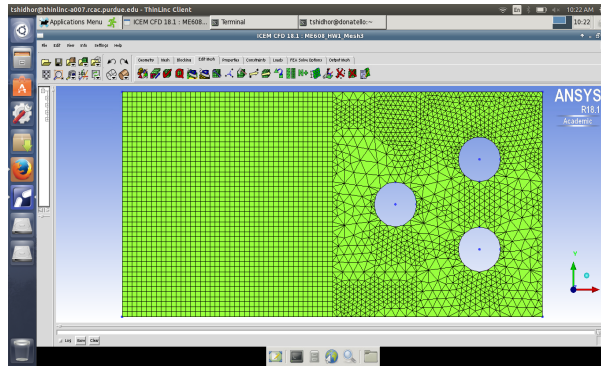 tshidhor@thinlinc-a007.rcac.purdue.edu - ThinLinc Client
En
10:22 AM
Applications Menu
ICEM CFD 18.1 : ME608...
Terminal
tshidhor@donatello:~
10:22
ICEM CFD 18.1 : ME608_HW1_Mesh3
File Edit View Info Settings Help
Geometry Mesh Blocking Edit Mesh Properties Constraints Loads FEA Solve Options Output Mesh
ANSYS
R18.1
Academic
Y
X
Log Save Clear